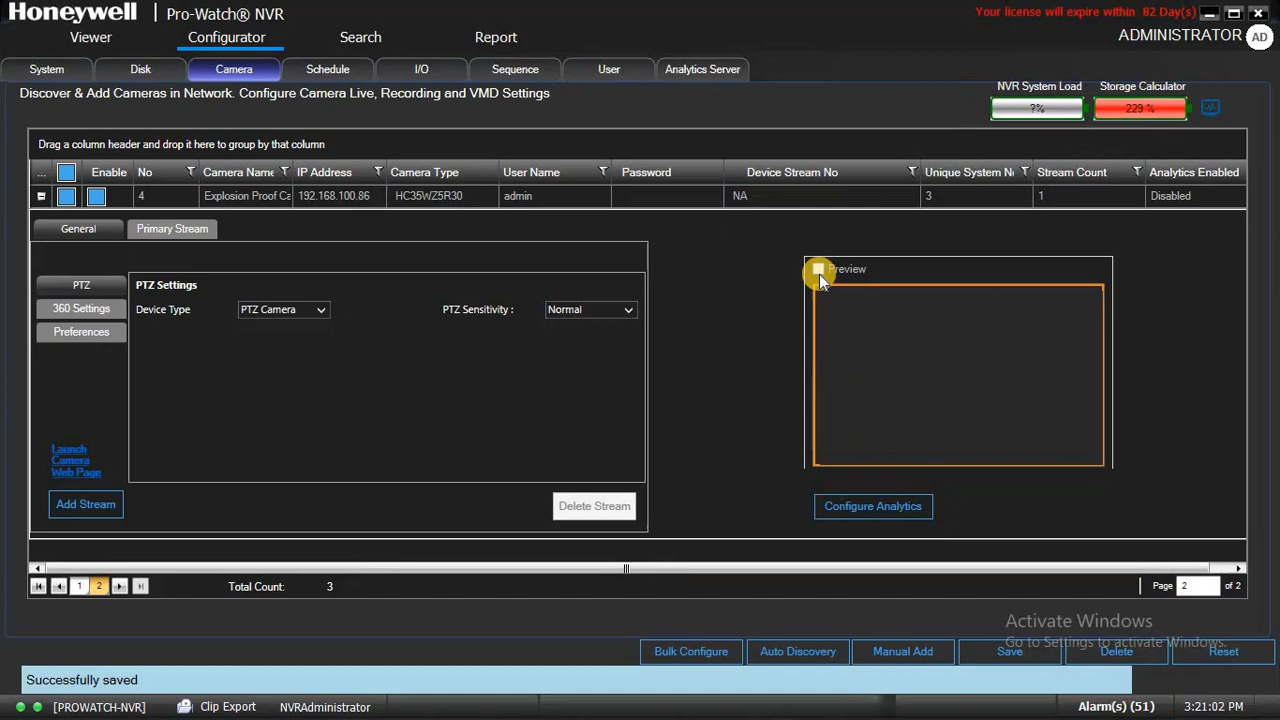 Honeywell Pro-Watch® NVR Your license will expire within 82 Day(s)
Viewer Configurator Search Report ADMINISTRATOR AD
System Disk Camera Schedule I/O Sequence User Analytics Server
Discover & Add Cameras in Network. Configure Camera Live, Recording and VMD Settings
NVR System Load Storage Calculator
?% 229 %
Drag a column header and drop it here to group by that column
... Enable No Camera Name IP Address Camera Type User Name Password Device Stream No Unique System No Stream Count Analytics Enabled
4 Explosion Proof Ca 192.168.100.86 HC35WZ5R30 admin NA 3 1 Disabled
General Primary Stream
Preview
PTZ PTZ Settings
360 Settings Device Type PTZ Camera PTZ Sensitivity : Normal
Preferences
Launch
Camera
Web Page
Add Stream Delete Stream Configure Analytics
1 2 Total Count: 3 Page 2 of 2
Activate Windows
Go to Settings to activate Windows.
Bulk Configure Auto Discovery Manual Add Save Delete Reset
Successfully saved
[PROWATCH-NVR] Clip Export NVRAdministrator Alarm(s) (51) 3:21:02 PM